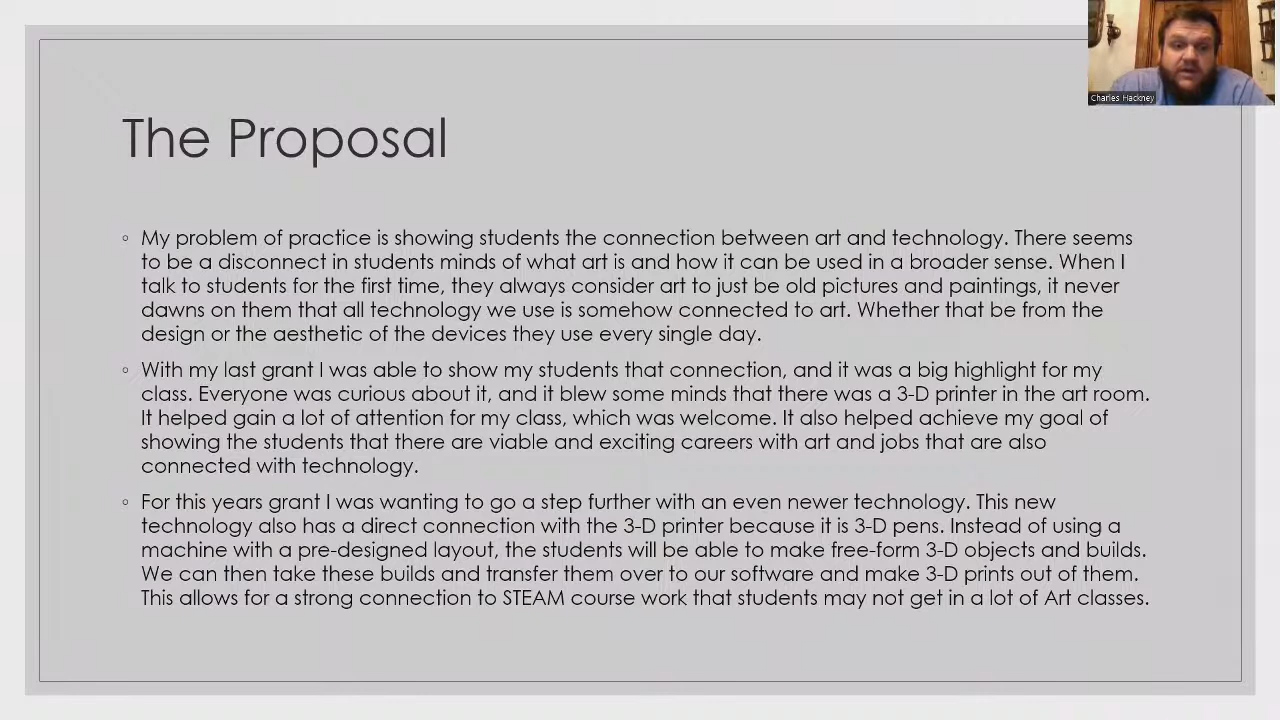 Charles Hackney
The Proposal
◦ My problem of practice is showing students the connection between art and technology. There seems
to be a disconnect in students minds of what art is and how it can be used in a broader sense. When I
talk to students for the first time, they always consider art to just be old pictures and paintings, it never
dawns on them that all technology we use is somehow connected to art. Whether that be from the
design or the aesthetic of the devices they use every single day.
◦ With my last grant I was able to show my students that connection, and it was a big highlight for my
class. Everyone was curious about it, and it blew some minds that there was a 3-D printer in the art room.
It helped gain a lot of attention for my class, which was welcome. It also helped achieve my goal of
showing the students that there are viable and exciting careers with art and jobs that are also
connected with technology.
◦ For this years grant I was wanting to go a step further with an even newer technology. This new
technology also has a direct connection with the 3-D printer because it is 3-D pens. Instead of using a
machine with a pre-designed layout, the students will be able to make free-form 3-D objects and builds.
We can then take these builds and transfer them over to our software and make 3-D prints out of them.
This allows for a strong connection to STEAM course work that students may not get in a lot of Art classes.